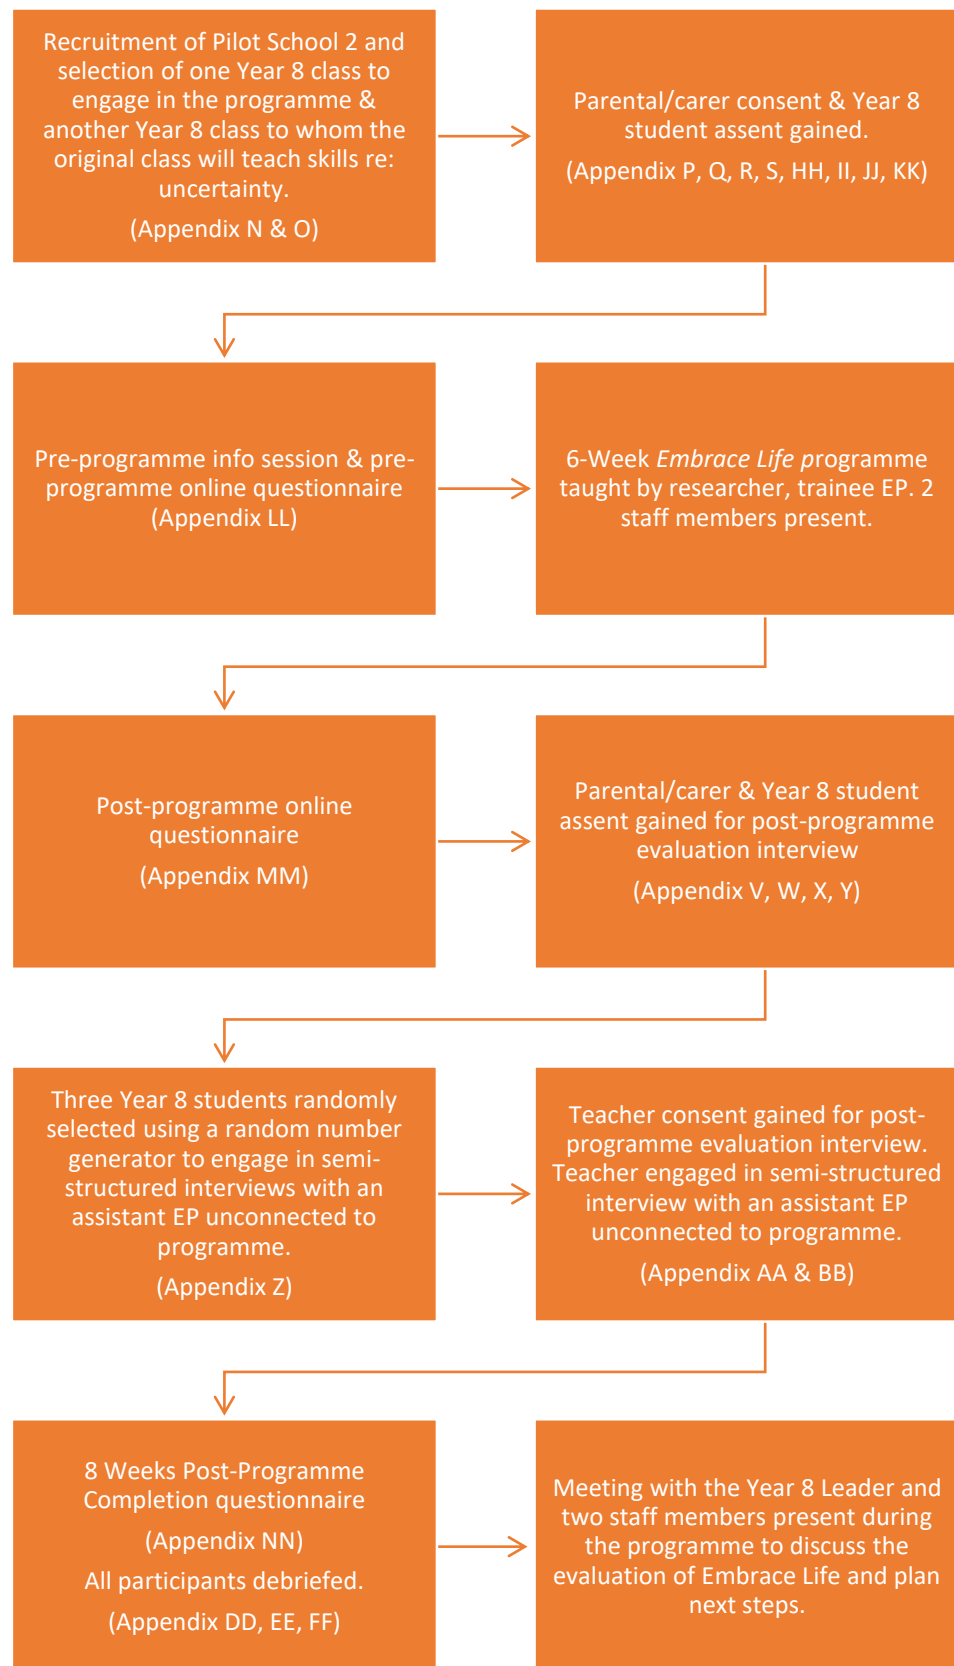 Recruitment of Pilot School 2 and
selection of one Year 8 class to
engage in the programme &
another Year 8 class to whom the
original class will teach skills re:
uncertainty.
(Appendix N & O)
Parental/carer consent & Year 8
student assent gained.
(Appendix P, Q, R, S, HH, II, JJ, KK)
Pre-programme info session & pre-
programme online questionnaire
(Appendix LL)
6-Week Embrace Life programme
taught by researcher, trainee EP. 2
staff members present.
Post-programme online
questionnaire
(Appendix MM)
Parental/carer & Year 8 student
assent gained for post-programme
evaluation interview
(Appendix V, W, X, Y)
Three Year 8 students randomly
selected using a random number
generator to engage in semi-
structured interviews with an
assistant EP unconnected to
programme.
(Appendix Z)
Teacher consent gained for post-
programme evaluation interview.
Teacher engaged in semi-structured
interview with an assistant EP
unconnected to programme.
(Appendix AA & BB)
8 Weeks Post-Programme
Completion questionnaire
(Appendix NN)
All participants debriefed.
(Appendix DD, EE, FF)
Meeting with the Year 8 Leader and
two staff members present during
the programme to discuss the
evaluation of Embrace Life and plan
next steps.